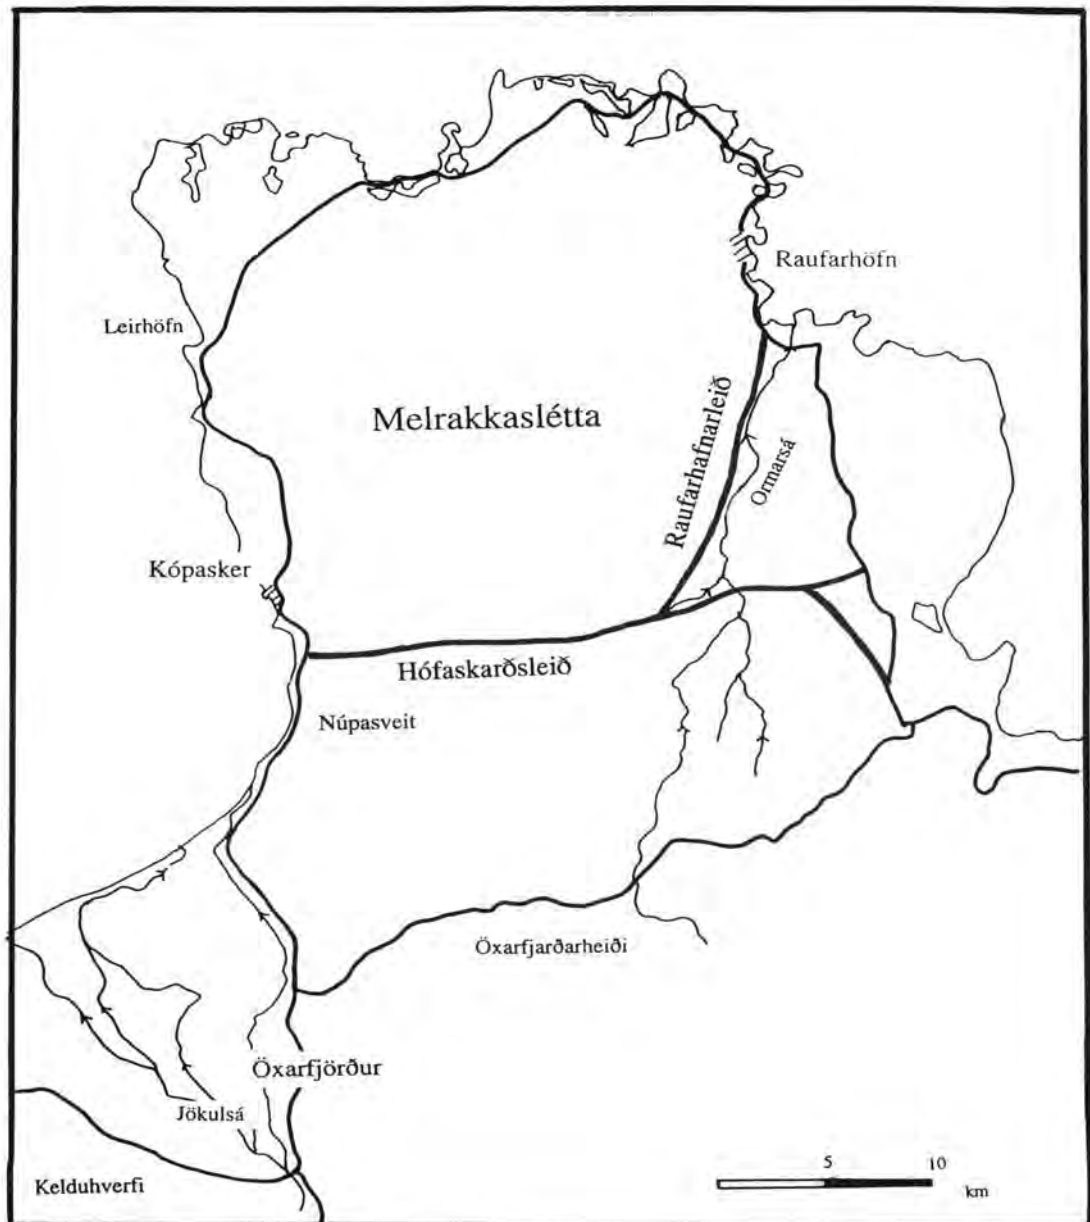 Raufarhöfn
Leirhöfn
Melrakkaslétta
Raufarhafnarleið
Ormarsá
Kópasker
Hófaskarðsleið
Núpasveit
Öxarfjarðarheiði
Öxarfjörður
Jökulsá
Kelduhverfi
5 10
km